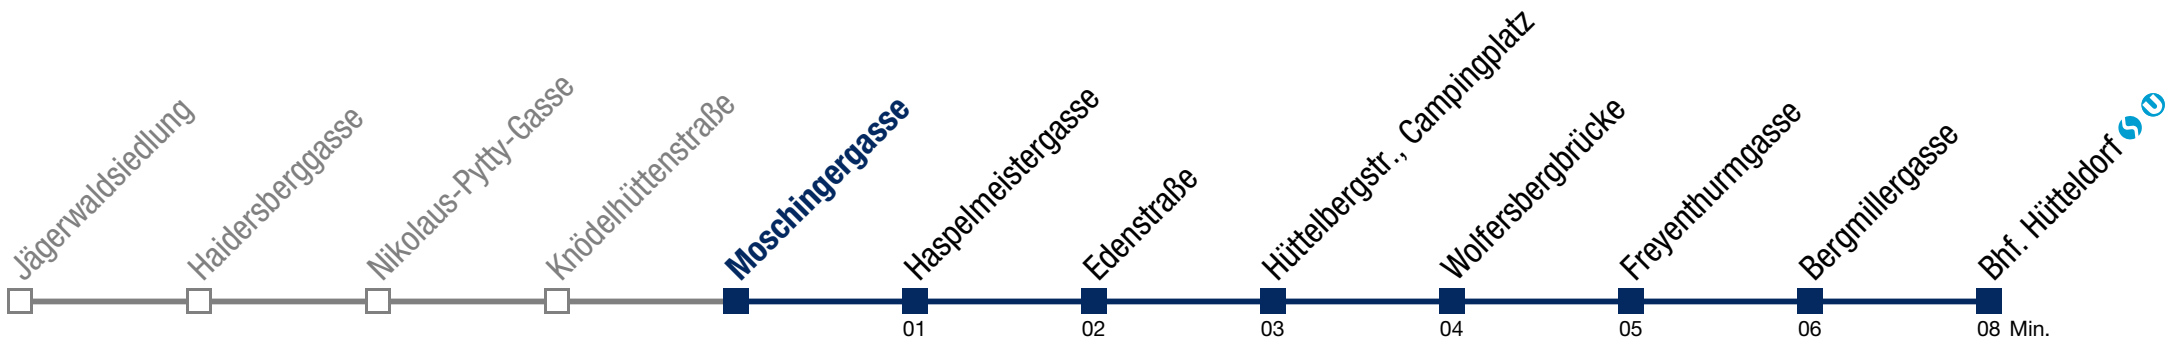 Jägerwaldsiedlung
Haidersberggasse
Nikolaus-Pytty-Gasse
Knödelhüttenstraße
Moschingergasse
Haspelmeistergasse
Edenstraße
Hüttelbergstr., Campingplatz
Wolfersbergbrücke
Freyenthurmgasse
Bergmillergasse
Bhf. Hütteldorf S U
01 02 03 04 05 06 08 Min.